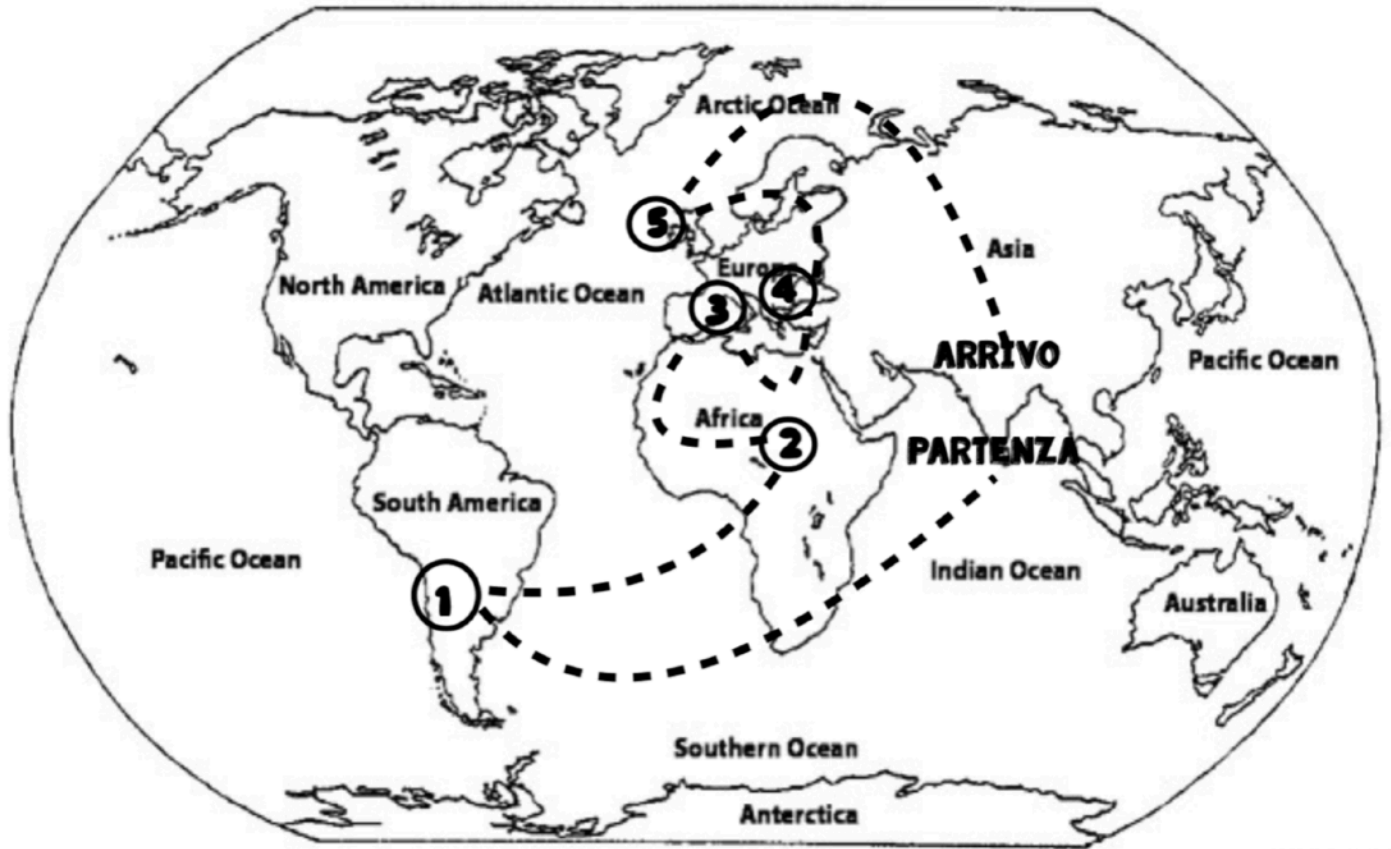 Arctic Ocean
5
Asia
Europe
North America
Atlantic Ocean
4
3
ARRIVO
Pacific Ocean
Africa
2
PARTENZA
South America
Pacific Ocean
Indian Ocean
1
Australia
Southern Ocean
Anterctica